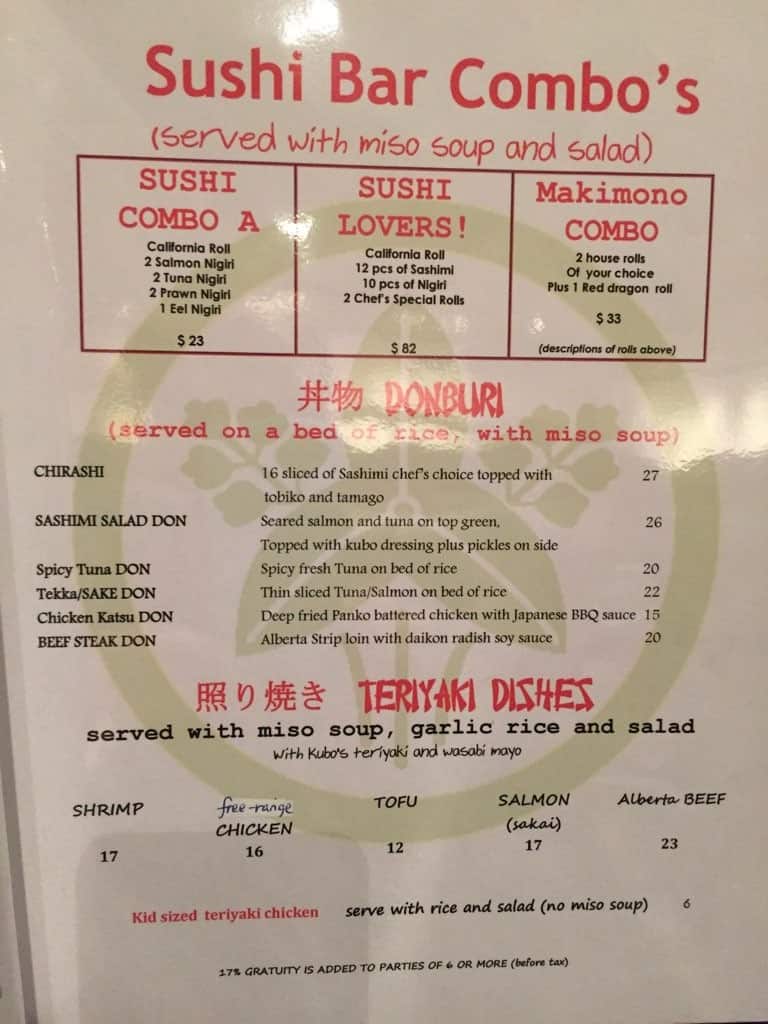 Sushi Bar Combo's
(served with miso soup and salad)
SUSHI
COMBO A
California Roll
2 Salmon Nigiri
2 Tuna Nigiri
2 Prawn Nigiri
1 Eel Nigiri
$ 23
SUSHI
LOVERS!
California Roll
12 pcs of Sashimi
10 pcs of Nigiri
2 Chef's Special Rolls
$ 82
Makimono
COMBO
2 house rolls
Of your choice
Plus 1 Red dragon roll
$ 33
(descriptions of rolls above)
丼物 DONBURI
(served on a bed of rice, with miso soup)
CHIRASHI 16 sliced of Sashimi chef's choice topped with 27
tobiko and tamago
SASHIMI SALAD DON Seared salmon and tuna on top green, 26
Topped with kubo dressing plus pickles on side
Spicy Tuna DON Spicy fresh Tuna on bed of rice 20
Tekka/SAKE DON Thin sliced Tuna/Salmon on bed of rice 22
Chicken Katsu DON Deep fried Panko battered chicken with Japanese BBQ sauce 15
BEEF STEAK DON Alberta Strip loin with daikon radish soy sauce 20
照り焼き TERIYAKI DISHES
served with miso soup, garlic rice and salad
With Kubo's teriyaki and wasabi mayo
SHRIMP
17
free-range
CHICKEN
16
TOFU
12
SALMON
(sakai)
17
Alberta BEEF
23
Kid sized teriyaki chicken serve with rice and salad (no miso soup) 6
17% GRATUITY IS ADDED TO PARTIES OF 6 OR MORE (before tax)